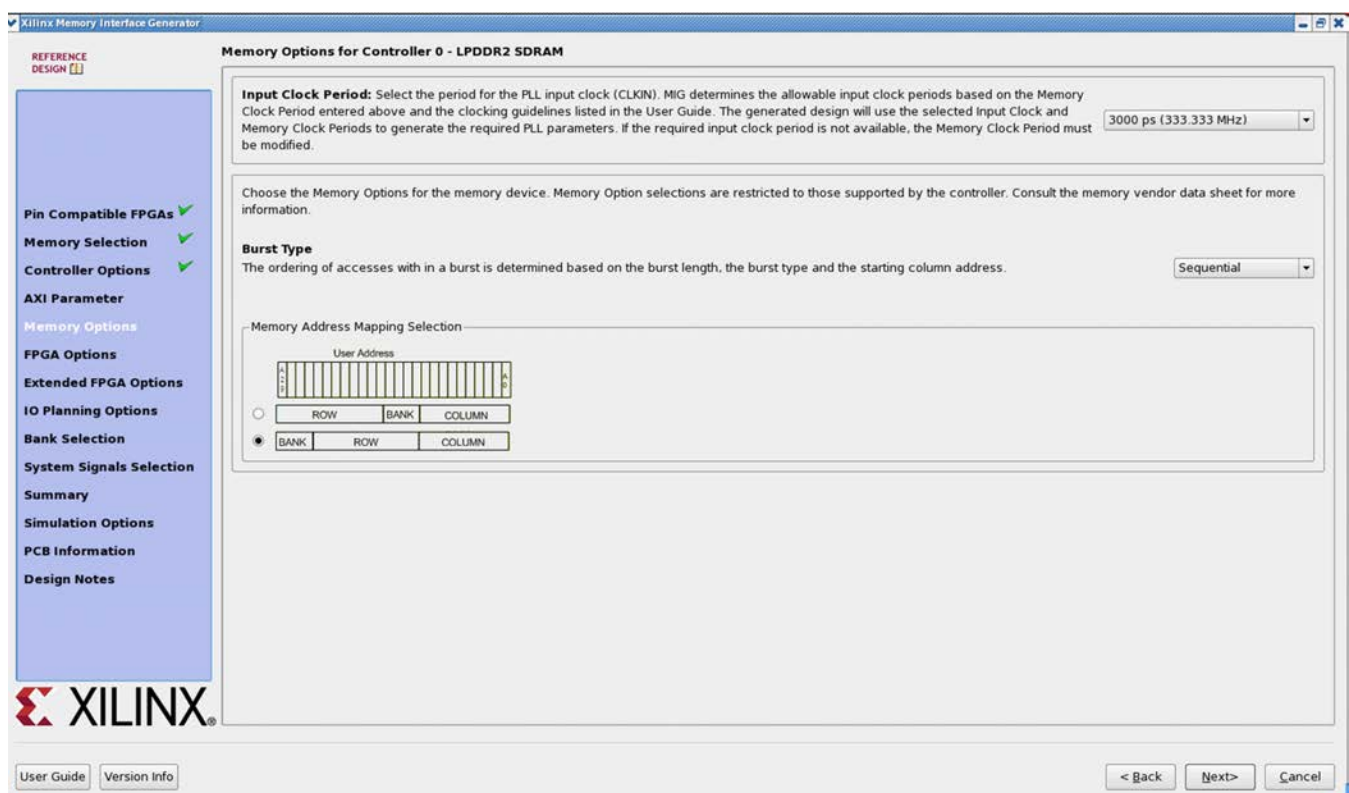 Xilinx Memory Interface Generator
REFERENCE
DESIGN
Memory Options for Controller 0 - LPDDR2 SDRAM
Input Clock Period: Select the period for the PLL input clock (CLKIN). MIG determines the allowable input clock periods based on the Memory
Clock Period entered above and the clocking guidelines listed in the User Guide. The generated design will use the selected Input Clock and
Memory Clock Periods to generate the required PLL parameters. If the required input clock period is not available, the Memory Clock Period must
be modified.
3000 ps (333.333 MHz)
Choose the Memory Options for the memory device. Memory Option selections are restricted to those supported by the controller. Consult the memory vendor data sheet for more
information.
Burst Type
The ordering of accesses with in a burst is determined based on the burst length, the burst type and the starting column address.
Sequential
Memory Address Mapping Selection
User Address
A
0
ROW BANK COLUMN
BANK ROW COLUMN
Pin Compatible FPGAs
Memory Selection
Controller Options
AXI Parameter
Memory Options
FPGA Options
Extended FPGA Options
IO Planning Options
Bank Selection
System Signals Selection
Summary
Simulation Options
PCB Information
Design Notes
XILINX®
User Guide Version Info
< Back Next> Cancel